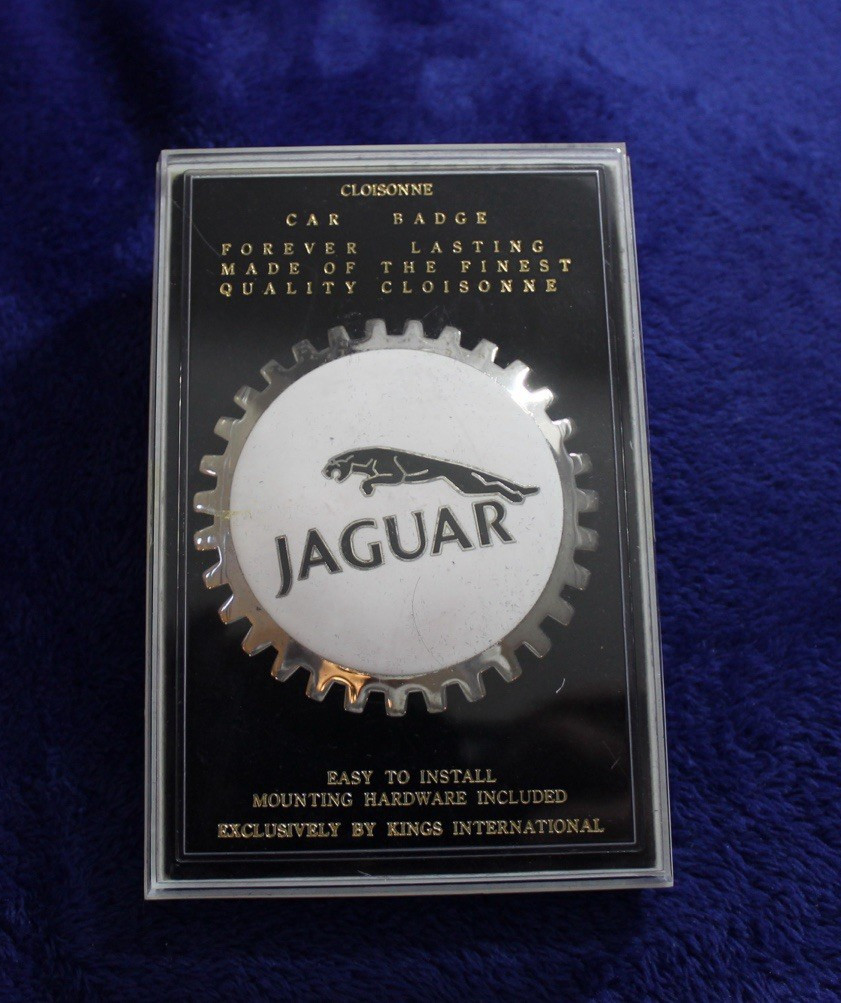 CLOISONNE
CAR BADGE
FOREVER LASTING
MADE OF THE FINEST
QUALITY CLOISONNE
JAGUAR
EASY TO INSTALL
MOUNTING HARDWARE INCLUDED
EXCLUSIVELY BY KINGS INTERNATIONAL